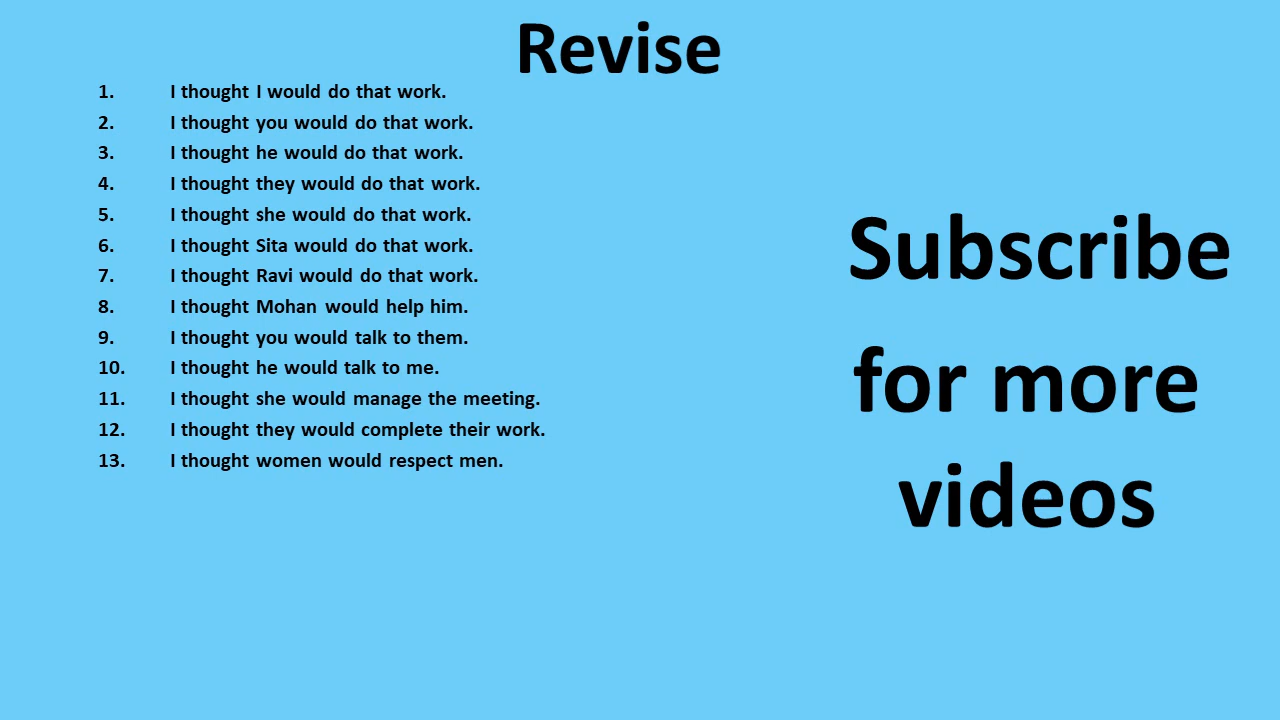 Revise
1. I thought I would do that work.
2. I thought you would do that work.
3. I thought he would do that work.
4. I thought they would do that work.
5. I thought she would do that work.
6. I thought Sita would do that work.
7. I thought Ravi would do that work.
8. I thought Mohan would help him.
9. I thought you would talk to them.
10. I thought he would talk to me.
11. I thought she would manage the meeting.
12. I thought they would complete their work.
13. I thought women would respect men.
Subscribe
for more
videos